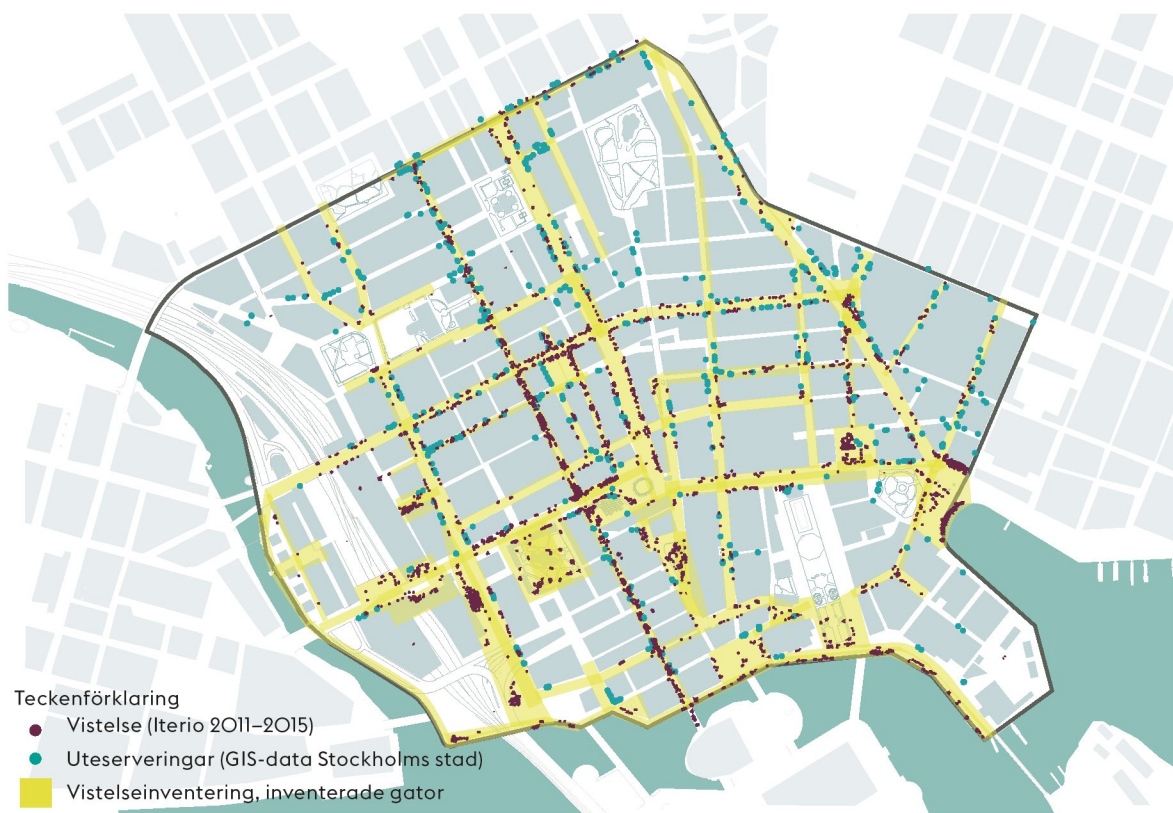 Teckenförklaring
Vistelse (Iterio 2011–2015)
Uteserveringar (GIS-data Stockholms stad)
Vistelseinventering, inventerade gator